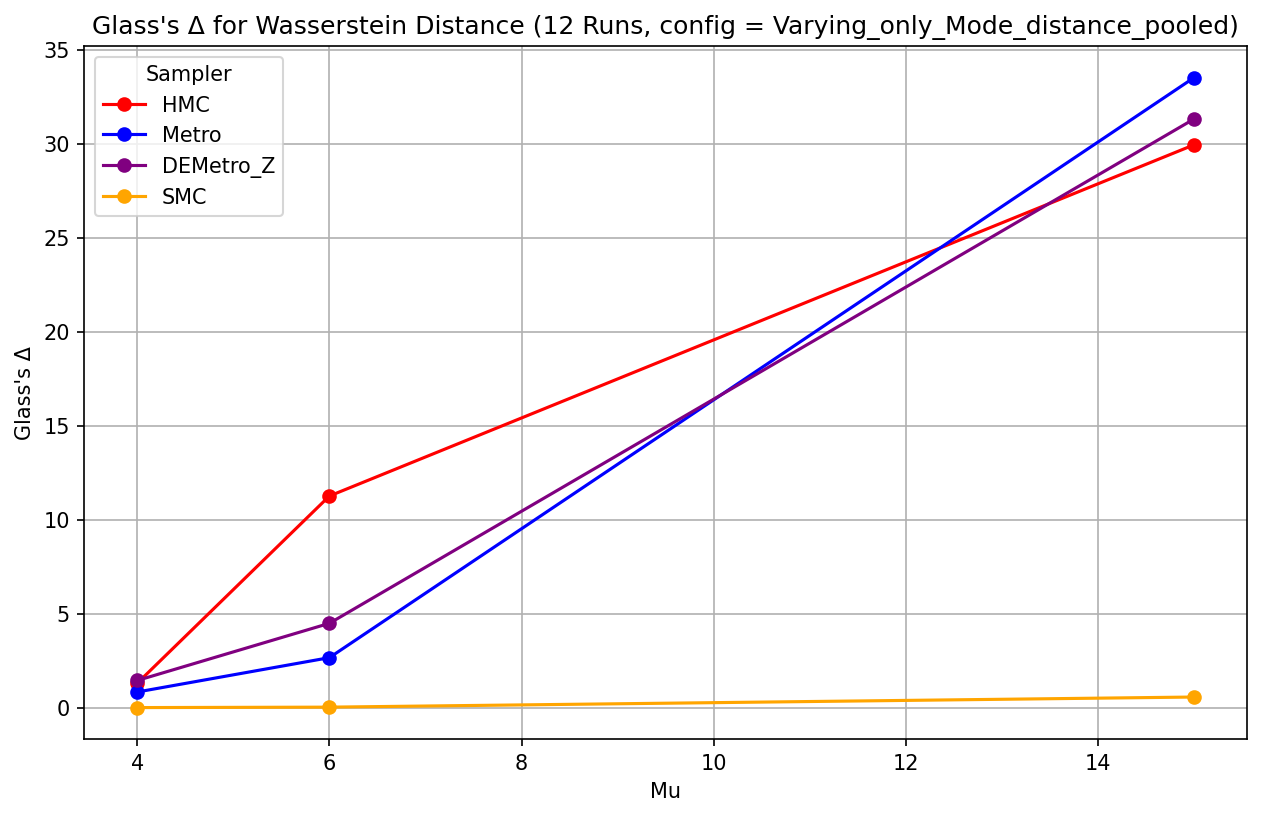 Glass's Δ for Wasserstein Distance (12 Runs, config = Varying_only_Mode_distance_pooled)
35
30
25
20
15
10
5
0
Glass's Δ
Sampler
HMC
Metro
DEMetro_Z
SMC
4 6 8 10 12 14
Mu